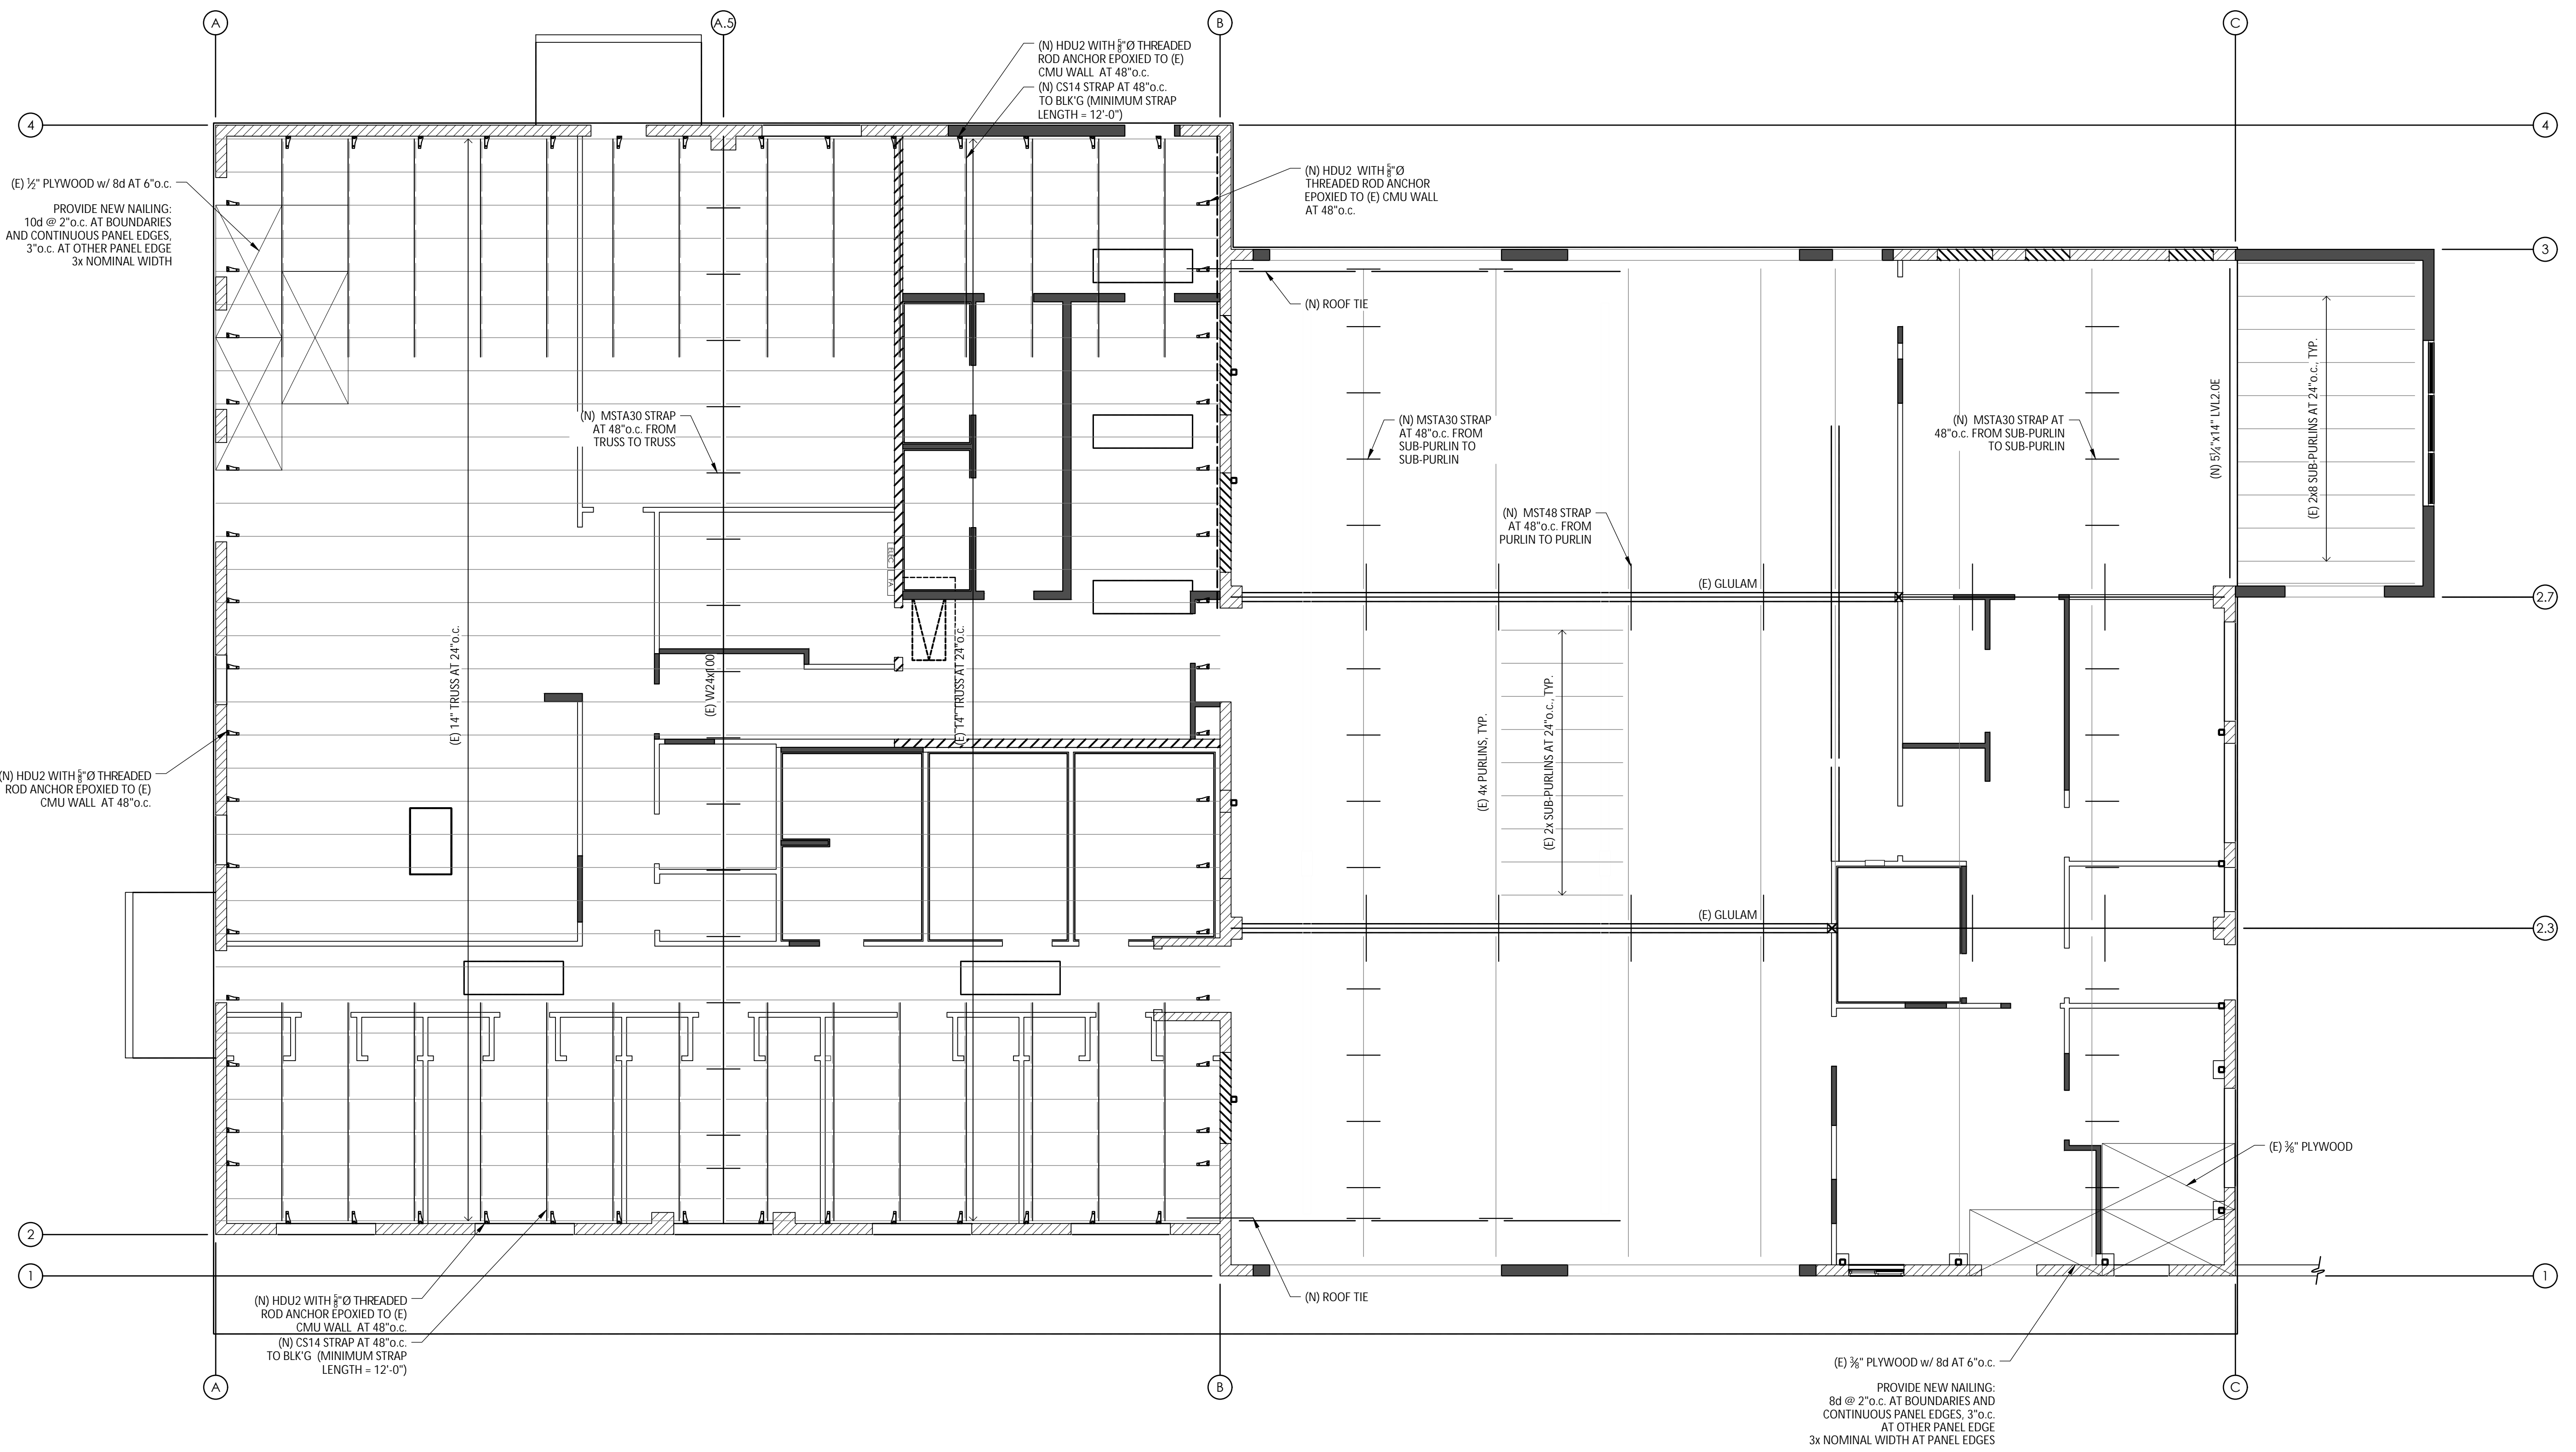 A
A.5
B
C
4
4
(N) HDU2 WITH 5/8"Ø THREADED
ROD ANCHOR EPOXIED TO (E)
CMU WALL AT 48"o.c.
(N) CS14 STRAP AT 48"o.c.
TO BLK'G (MINIMUM STRAP
LENGTH = 12'-0")
(E) ½" PLYWOOD w/ 8d AT 6"o.c.
PROVIDE NEW NAILING:
10d @ 2"o.c. AT BOUNDARIES
AND CONTINUOUS PANEL EDGES,
3"o.c. AT OTHER PANEL EDGE
3x NOMINAL WIDTH
(N) HDU2 WITH 5/8"Ø
THREADED ROD ANCHOR
EPOXIED TO (E) CMU WALL
AT 48"o.c.
3
(N) ROOF TIE
(N) MSTA30 STRAP
AT 48"o.c. FROM
TRUSS TO TRUSS
(N) MSTA30 STRAP
AT 48"o.c. FROM
SUB-PURLIN TO
SUB-PURLIN
(N) MSTA30 STRAP AT
48"o.c. FROM SUB-PURLIN
TO SUB-PURLIN
(N) 5¼"x14" LVL2.0E
(E) 2x8 SUB-PURLINS AT 24"o.c., TYP.
(N) MST48 STRAP
AT 48"o.c. FROM
PURLIN TO PURLIN
ELEC
FA
(E) GLULAM
2.7
(E) 14" TRUSS AT 24"o.c.
(E) W24x100
(E) 14" TRUSS AT 24"o.c.
(E) 4x PURLINS, TYP.
(E) 2x SUB-PURLINS AT 24"o.c., TYP.
(N) HDU2 WITH 5/8"Ø THREADED
ROD ANCHOR EPOXIED TO (E)
CMU WALL AT 48"o.c.
(E) GLULAM
2.3
(E) ⅜" PLYWOOD
2
1
1
(N) HDU2 WITH 5/8"Ø THREADED
ROD ANCHOR EPOXIED TO (E)
CMU WALL AT 48"o.c.
(N) CS14 STRAP AT 48"o.c.
TO BLK'G (MINIMUM STRAP
LENGTH = 12'-0")
(N) ROOF TIE
(E) ⅜" PLYWOOD w/ 8d AT 6"o.c.
PROVIDE NEW NAILING:
8d @ 2"o.c. AT BOUNDARIES AND
CONTINUOUS PANEL EDGES, 3"o.c.
AT OTHER PANEL EDGE
3x NOMINAL WIDTH AT PANEL EDGES
A
B
C